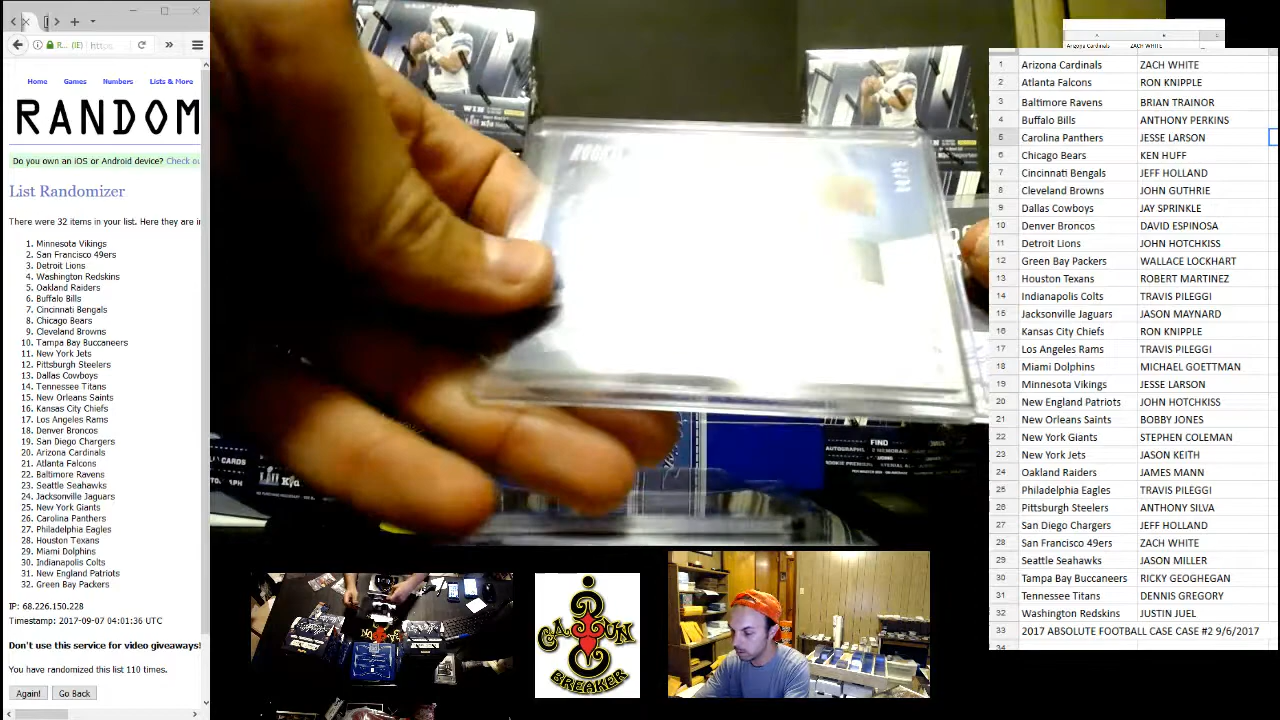 R... (IE) https:
Home Games Numbers Lists & More
RANDOM
Do you own an iOS or Android device? Check ou
List Randomizer
There were 32 items in your list. Here they are i
1. Minnesota Vikings
2. San Francisco 49ers
3. Detroit Lions
4. Washington Redskins
5. Oakland Raiders
6. Buffalo Bills
7. Cincinnati Bengals
8. Chicago Bears
9. Cleveland Browns
10. Tampa Bay Buccaneers
11. New York Jets
12. Pittsburgh Steelers
13. Dallas Cowboys
14. Tennessee Titans
15. New Orleans Saints
16. Kansas City Chiefs
17. Los Angeles Rams
18. Denver Broncos
19. San Diego Chargers
20. Arizona Cardinals
21. Atlanta Falcons
22. Baltimore Ravens
23. Seattle Seahawks
24. Jacksonville Jaguars
25. New York Giants
26. Carolina Panthers
27. Philadelphia Eagles
28. Houston Texans
29. Miami Dolphins
30. Indianapolis Colts
31. New England Patriots
32. Green Bay Packers
IP: 68.226.150.228
Timestamp: 2017-09-07 04:01:36 UTC
Don't use this service for video giveaways!
You have randomized this list 110 times.
Again! Go Back
WIN
FIND
AUTOGRAPHS
CAJUN
BREAKER
Arizona Cardinals ZACH WHITE
1 Arizona Cardinals ZACH WHITE
2 Atlanta Falcons RON KNIPPLE
3 Baltimore Ravens BRIAN TRAINOR
4 Buffalo Bills ANTHONY PERKINS
5 Carolina Panthers JESSE LARSON
6 Chicago Bears KEN HUFF
7 Cincinnati Bengals JEFF HOLLAND
8 Cleveland Browns JOHN GUTHRIE
9 Dallas Cowboys JAY SPRINKLE
10 Denver Broncos DAVID ESPINOSA
11 Detroit Lions JOHN HOTCHKISS
12 Green Bay Packers WALLACE LOCKHART
13 Houston Texans ROBERT MARTINEZ
14 Indianapolis Colts TRAVIS PILEGGI
15 Jacksonville Jaguars JASON MAYNARD
16 Kansas City Chiefs RON KNIPPLE
17 Los Angeles Rams TRAVIS PILEGGI
18 Miami Dolphins MICHAEL GOETTMAN
19 Minnesota Vikings JESSE LARSON
20 New England Patriots JOHN HOTCHKISS
21 New Orleans Saints BOBBY JONES
22 New York Giants STEPHEN COLEMAN
23 New York Jets JASON KEITH
24 Oakland Raiders JAMES MANN
25 Philadelphia Eagles TRAVIS PILEGGI
26 Pittsburgh Steelers ANTHONY SILVA
27 San Diego Chargers JEFF HOLLAND
28 San Francisco 49ers ZACH WHITE
29 Seattle Seahawks JASON MILLER
30 Tampa Bay Buccaneers RICKY GEOGHEGAN
31 Tennessee Titans DENNIS GREGORY
32 Washington Redskins JUSTIN JUEL
33 2017 ABSOLUTE FOOTBALL CASE CASE #2 9/6/2017